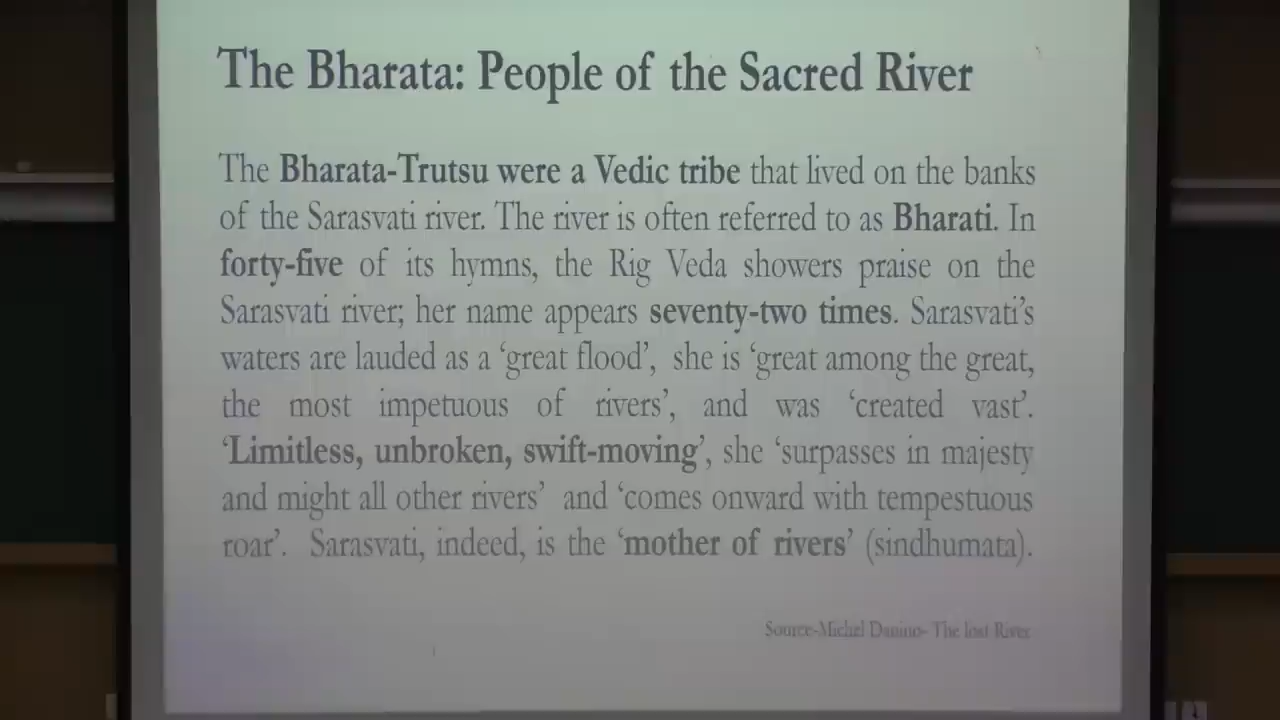 The Bharata: People of the Sacred River
The Bharata-Trutsu were a Vedic tribe that lived on the banks
of the Sarasvati river. The river is often referred to as Bharati. In
forty-five of its hymns, the Rig Veda showers praise on the
Sarasvati river; her name appears seventy-two times. Sarasvati's
waters are lauded as a 'great flood', she is 'great among the great,
the most impetuous of rivers', and was 'created vast'.
'Limitless, unbroken, swift-moving', she 'surpasses in majesty
and might all other rivers' and 'comes onward with tempestuous
roar'. Sarasvati, indeed, is the 'mother of rivers' (sindhumata).
Source-Michel Danino- The lost River